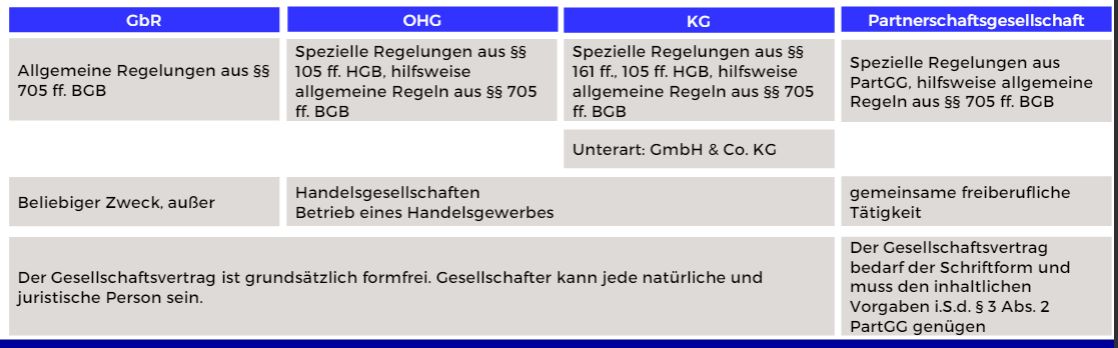 GbR
OHG
KG
Partnerschaftsgesellschaft
Allgemeine Regelungen aus §§
705 ff. BGB
Spezielle Regelungen aus §§
105 ff. HGB, hilfsweise
allgemeine Regeln aus §§ 705
ff. BGB
Spezielle Regelungen aus §§
161 ff., 105 ff. HGB, hilfsweise
allgemeine Regeln aus §§ 705
ff. BGB
Spezielle Regelungen aus
PartGG, hilfsweise allgemeine
Regeln aus §§ 705 ff. BGB
Unterart: GmbH & Co. KG
Beliebiger Zweck, außer
Handelsgesellschaften
Betrieb eines Handelsgewerbes
gemeinsame freiberufliche
Tätigkeit
Der Gesellschaftsvertrag ist grundsätzlich formfrei. Gesellschafter kann jede natürliche und
juristische Person sein.
Der Gesellschaftsvertrag
bedarf der Schriftform und
muss den inhaltlichen
Vorgaben i.S.d. § 3 Abs. 2
PartGG genügen